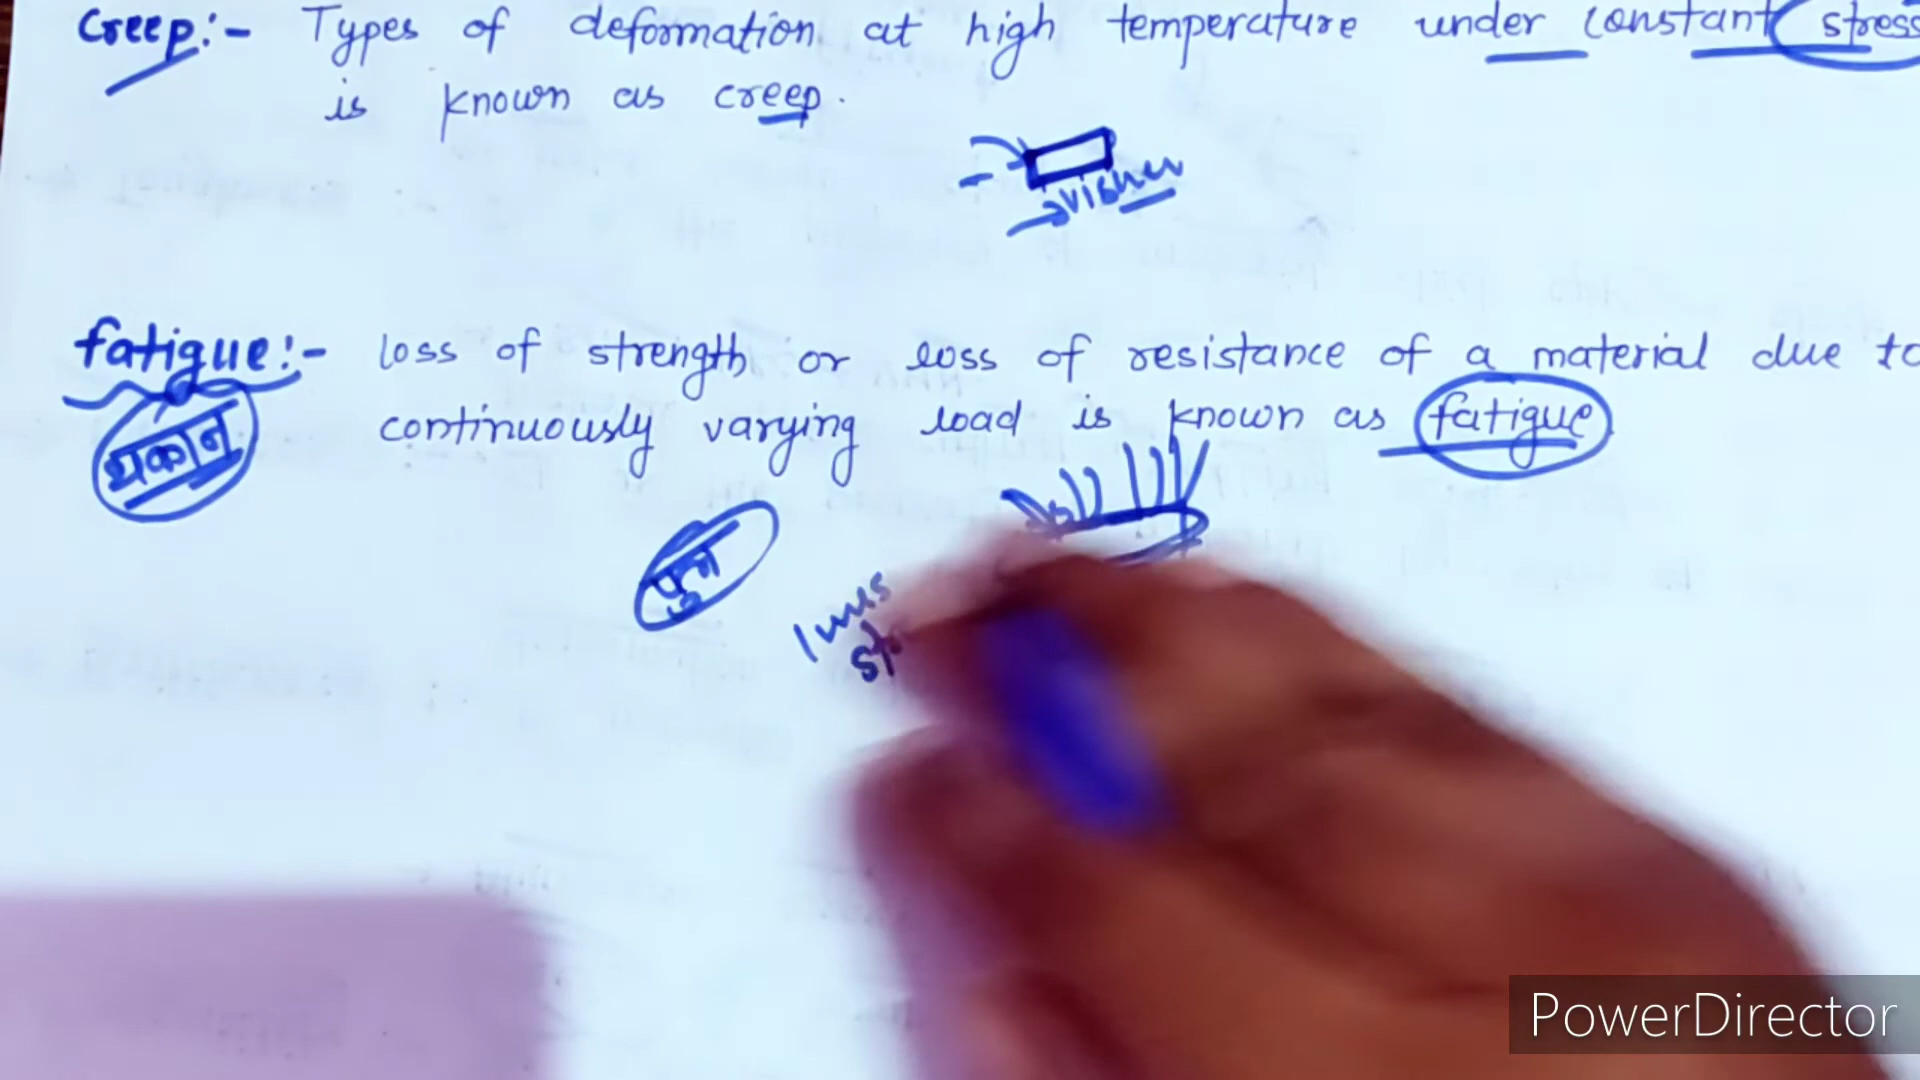 Creep:- Types of deformation at high temperature under constant stress
is known as creep.
fatigue:- loss of strength or loss of resistance of a material due to
continuously varying load is known as fatigue
थकान
पुल
PowerDirector